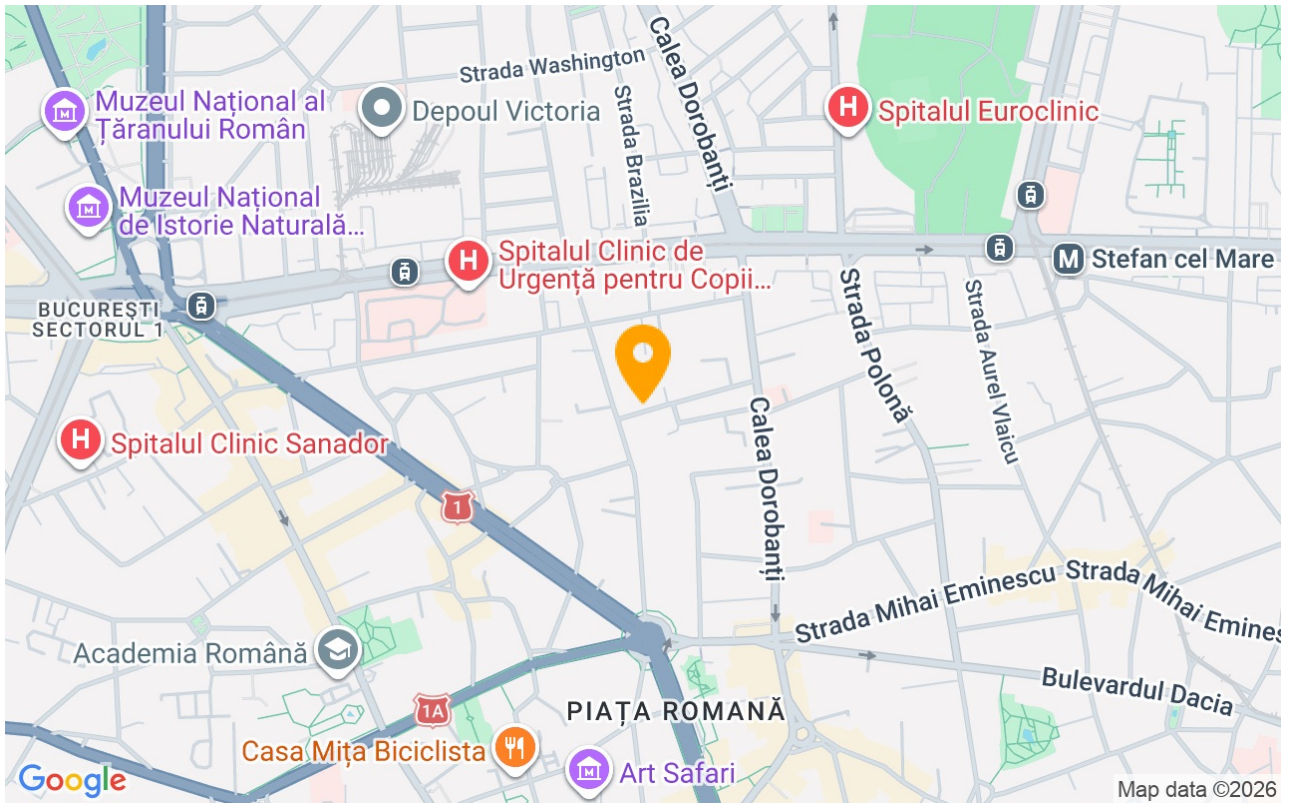 Strada Washington
Calea Dorobanți
Muzeul Național al
Țăranului Român
Depoul Victoria
Spitalul Euroclinic
Strada Brazilia
Muzeul Național
de Istorie Naturală...
Spitalul Clinic de
Urgență pentru Copii...
M
Stefan cel Mare
BUCUREȘTI
SECTORUL 1
Strada Polonă
Strada Aurel Vlaicu
H
Spitalul Clinic Sanador
Calea Dorobanți
1
Strada Mihai Eminescu
Strada Mihai Emines
Academia Română
Bulevardul Dacia
1A
PIAȚA ROMANĂ
Casa Mița Biciclista
Art Safari
Google
Map data ©2026